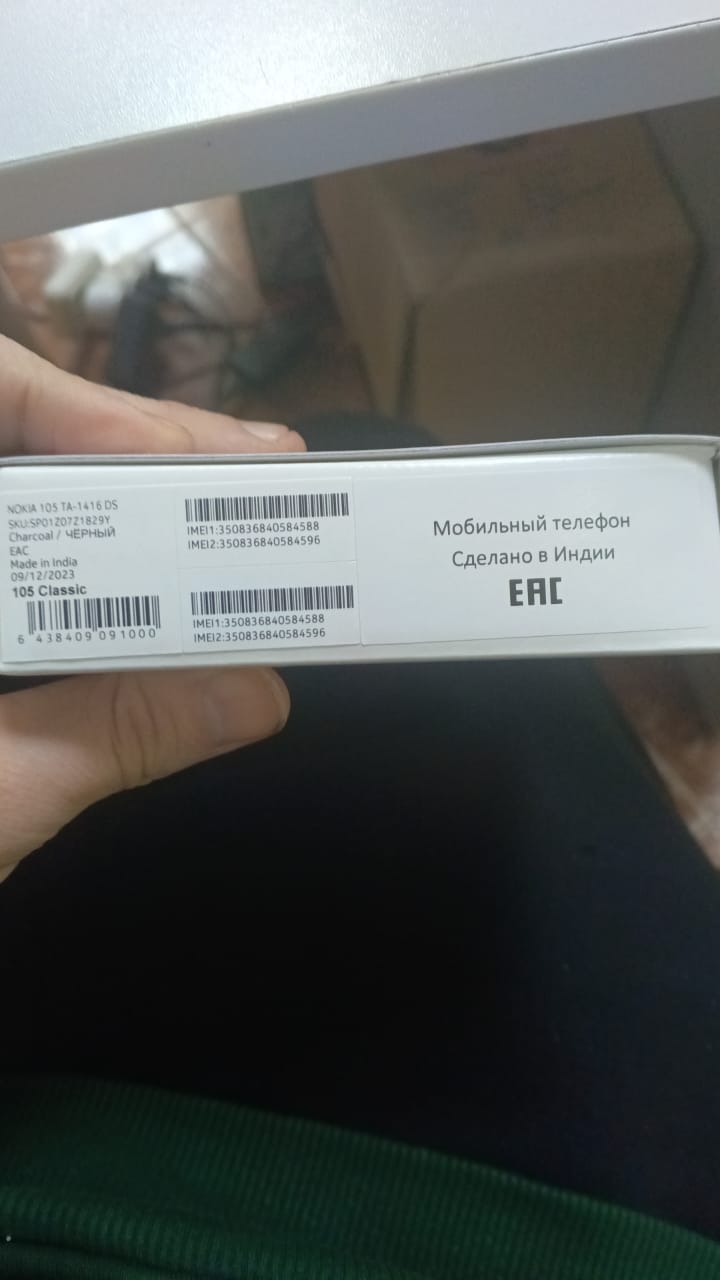 NOKIA 105 TA-1416 DS
SKU:SP01Z07Z1829Y
Charcoal / ЧЕРНЫЙ
EAC
Made in India
09/12/2023
105 Classic
6 438409 091000
IMEI1:350836840584588
IMEI2:350836840584596
IMEI1:350836840584588
IMEI2:350836840584596
Мобильный телефон
Сделано в Индии
EAC